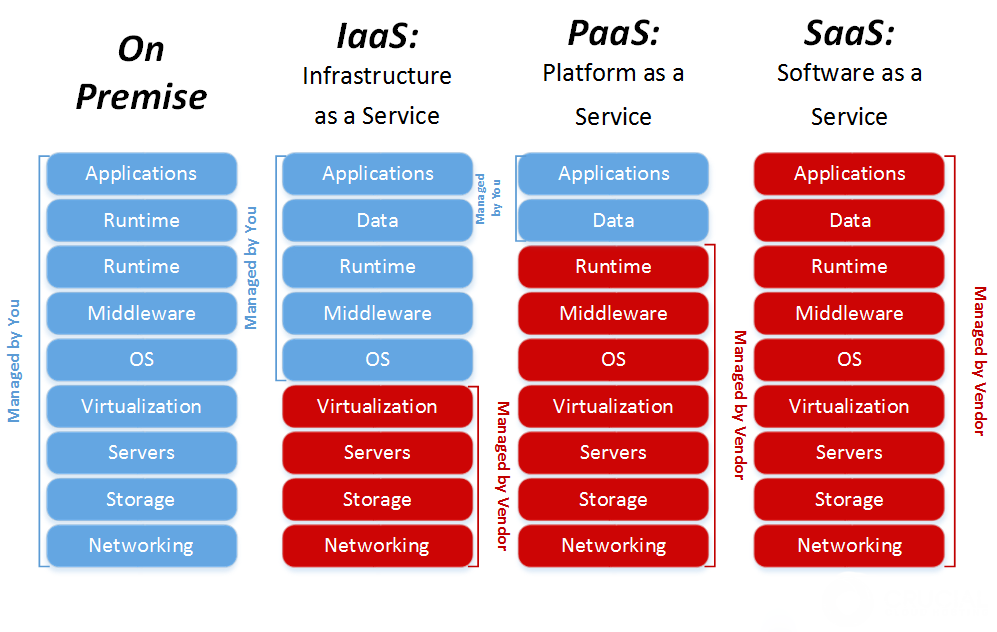 On
Premise
Managed by You
Applications
Runtime
Runtime
Middleware
OS
Virtualization
Servers
Storage
Networking
IaaS:
Infrastructure
as a Service
Managed by You
Applications
Data
Runtime
Middleware
OS
Virtualization
Servers
Storage
Networking
Managed by Vendor
PaaS:
Platform as a
Service
Managed
by You
Applications
Data
Runtime
Middleware
OS
Virtualization
Servers
Storage
Networking
Managed by Vendor
SaaS:
Software as a
Service
Applications
Data
Runtime
Middleware
OS
Virtualization
Servers
Storage
Networking
Managed by Vendor